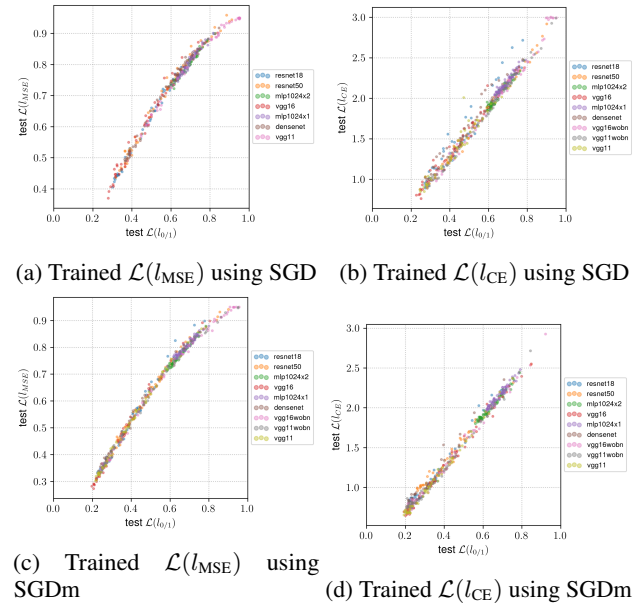 0.9
0.8
0.7
0.6
0.5
0.4
test L(l_MSE)
0.0 0.2 0.4 0.6 0.8 1.0
test L(l_0/1)
resnet18
resnet50
mlp1024x2
vgg16
mlp1024x1
densenet
vgg11
(a) Trained L(l_MSE) using SGD
3.0
2.5
2.0
1.5
1.0
test L(l_CE)
0.0 0.2 0.4 0.6 0.8 1.0
test L(l_0/1)
resnet18
resnet50
mlp1024x2
vgg16
mlp1024x1
densenet
vgg16wobn
vgg11wobn
vgg11
(b) Trained L(l_CE) using SGD
0.9
0.8
0.7
0.6
0.5
0.4
0.3
test L(l_MSE)
0.0 0.2 0.4 0.6 0.8 1.0
test L(l_0/1)
resnet18
resnet50
mlp1024x2
vgg16
mlp1024x1
densenet
vgg16wobn
vgg11wobn
vgg11
(c) Trained L(l_MSE) using
SGDm
3.0
2.5
2.0
1.5
1.0
test L(l_CE)
0.0 0.2 0.4 0.6 0.8 1.0
test L(l_0/1)
resnet18
resnet50
mlp1024x2
vgg16
mlp1024x1
densenet
vgg16wobn
vgg11wobn
vgg11
(d) Trained L(l_CE) using SGDm